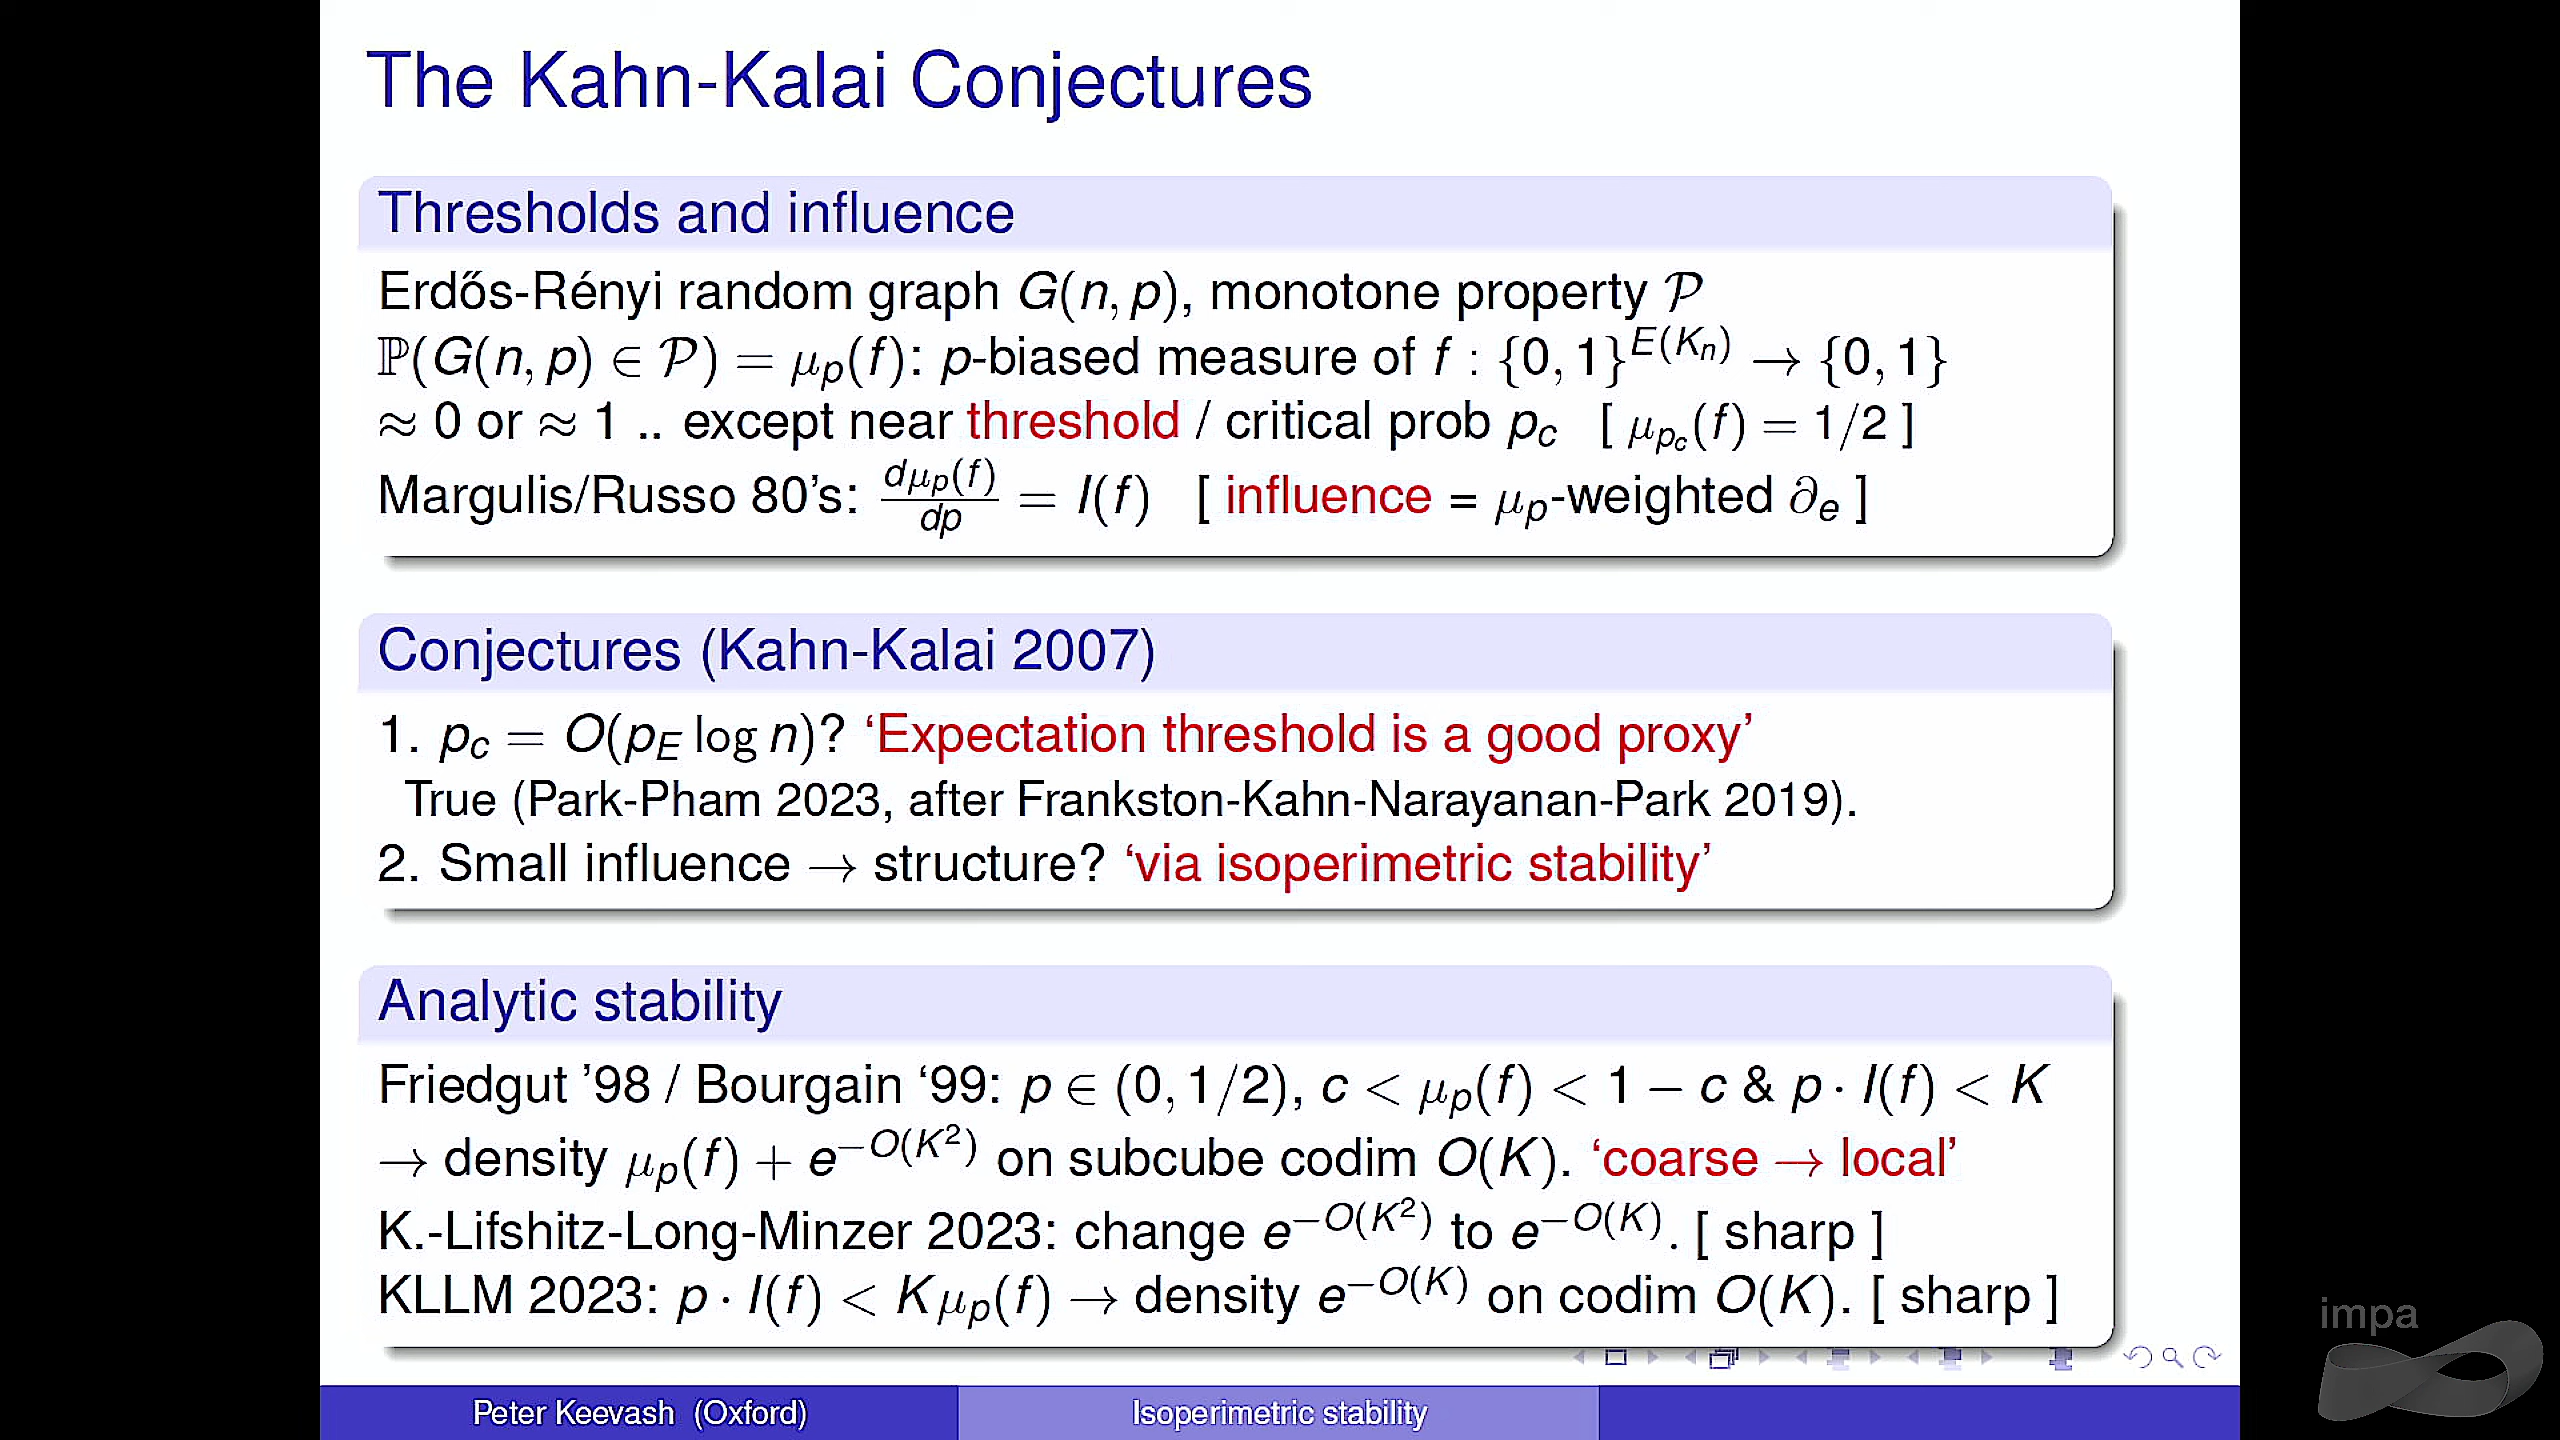 The Kahn-Kalai Conjectures
Thresholds and influence
Erdős-Rényi random graph G(n, p), monotone property 𝒫
ℙ(G(n, p) ∈ 𝒫) = μ_p(f): p-biased measure of f : {0, 1}^{E(K_n)} → {0, 1}
≈ 0 or ≈ 1 .. except near threshold / critical prob p_c [ μ_{p_c}(f) = 1/2 ]
Margulis/Russo 80's: dμ_p(f)/dp = I(f) [ influence = μ_p-weighted ∂_e ]
Conjectures (Kahn-Kalai 2007)
1. p_c = O(p_E log n)? ‘Expectation threshold is a good proxy’
True (Park-Pham 2023, after Frankston-Kahn-Narayanan-Park 2019).
2. Small influence → structure? ‘via isoperimetric stability’
Analytic stability
Friedgut ’98 / Bourgain ‘99: p ∈ (0, 1/2), c < μ_p(f) < 1 − c & p · I(f) < K
→ density μ_p(f) + e^{−O(K²)} on subcube codim O(K). ‘coarse → local’
K.-Lifshitz-Long-Minzer 2023: change e^{−O(K²)} to e^{−O(K)}. [ sharp ]
KLLM 2023: p · I(f) < Kμ_p(f) → density e^{−O(K)} on codim O(K). [ sharp ]
Peter Keevash (Oxford)
Isoperimetric stability
impa